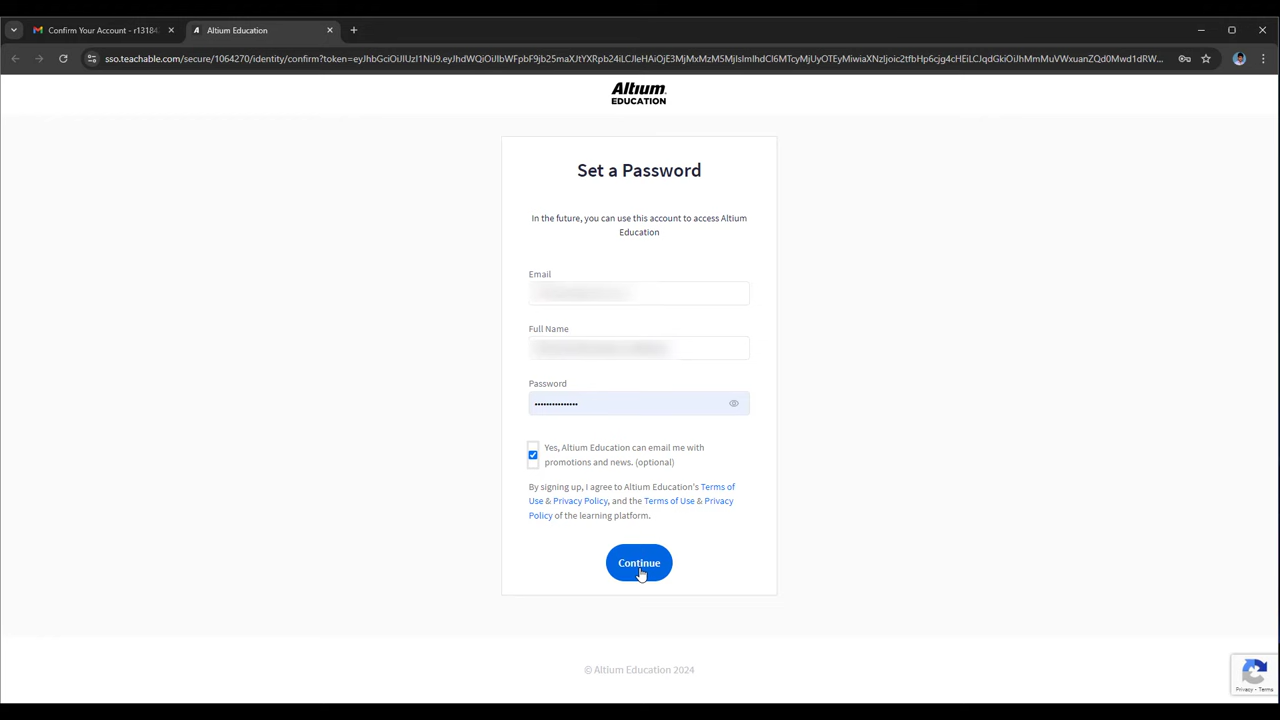 Confirm Your Account - r13184
Altium Education
sso.teachable.com/secure/1064270/identity/confirm?token=
Altium
EDUCATION
Set a Password
In the future, you can use this account to access Altium
Education
Email
Full Name
Password
•••••••••••••••
Yes, Altium Education can email me with
promotions and news. (optional)
By signing up, I agree to Altium Education's Terms of
Use & Privacy Policy, and the Terms of Use & Privacy
Policy of the learning platform.
Continue
© Altium Education 2024
Privacy - Terms